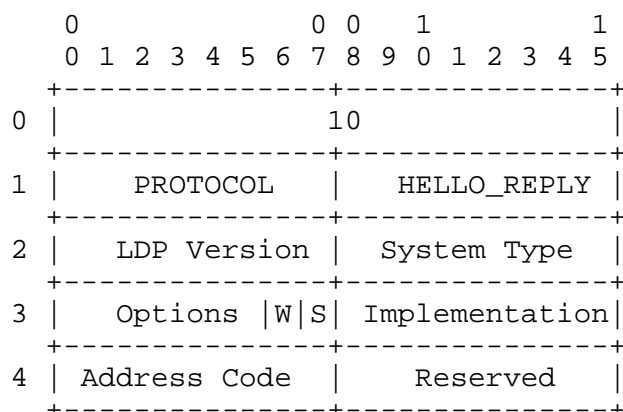 0 0 0 1 1
0 1 2 3 4 5 6 7 8 9 0 1 2 3 4 5
+---------------+---------------+
0 | 10 |
+---------------+---------------+
1 | PROTOCOL | HELLO_REPLY |
+---------------+---------------+
2 | LDP Version | System Type |
+---------------+---------------+
3 | Options |W|S| Implementation|
+---------------+---------------+
4 | Address Code | Reserved |
+---------------+---------------+